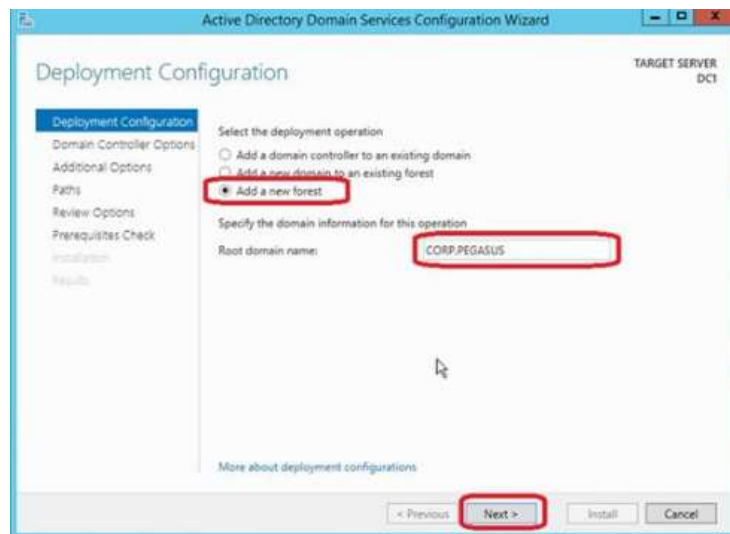 Active Directory Domain Services Configuration Wizard
Deployment Configuration
TARGET SERVER
DC1
Deployment Configuration
Domain Controller Options
Additional Options
Paths
Review Options
Prerequisites Check
Installation
Results
Select the deployment operation
Add a domain controller to an existing domain
Add a new domain to an existing forest
Add a new forest
Specify the domain information for this operation
Root domain name:
CORP.PEGASUS
More about deployment configurations
< Previous
Next >
Install
Cancel